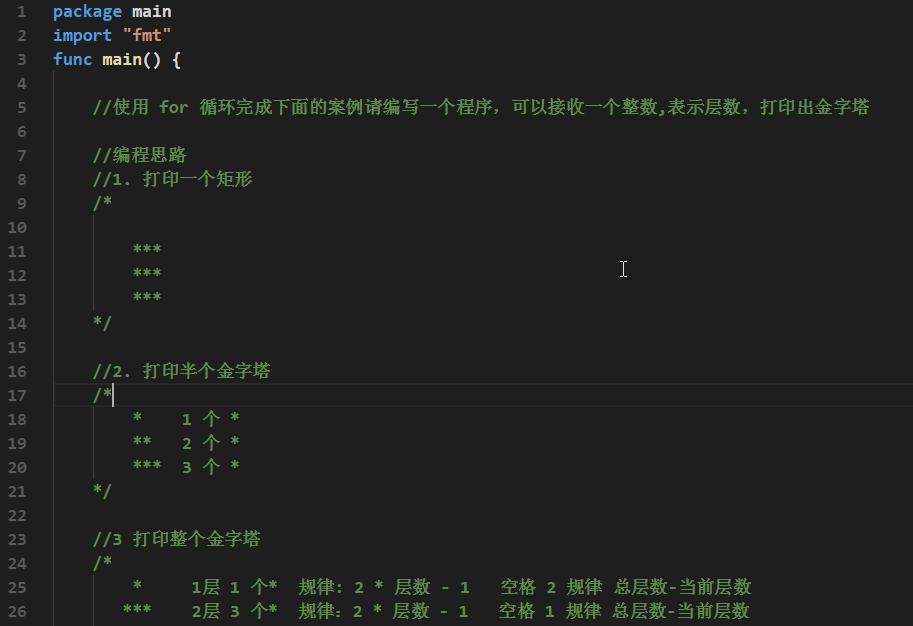 1 package main
2 import "fmt"
3 func main() {
4
5 //使用 for 循环完成下面的案例请编写一个程序，可以接收一个整数,表示层数，打印出金字塔
6
7 //编程思路
8 //1. 打印一个矩形
9 /*
10
11 ***
12 ***
13 ***
14 */
15
16 //2. 打印半个金字塔
17 /*
18 * 1 个 *
19 ** 2 个 *
20 *** 3 个 *
21 */
22
23 //3 打印整个金字塔
24 /*
25 * 1层 1 个* 规律: 2 * 层数 - 1 空格 2 规律 总层数-当前层数
26 *** 2层 3 个* 规律: 2 * 层数 - 1 空格 1 规律 总层数-当前层数